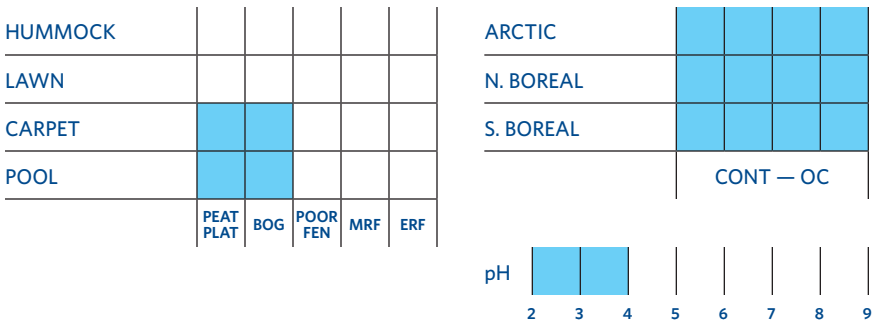 HUMMOCK
LAWN
CARPET
POOL
PEAT PLAT
BOG
POOR FEN
MRF
ERF
ARCTIC
N. BOREAL
S. BOREAL
CONT — OC
pH
2 3 4 5 6 7 8 9